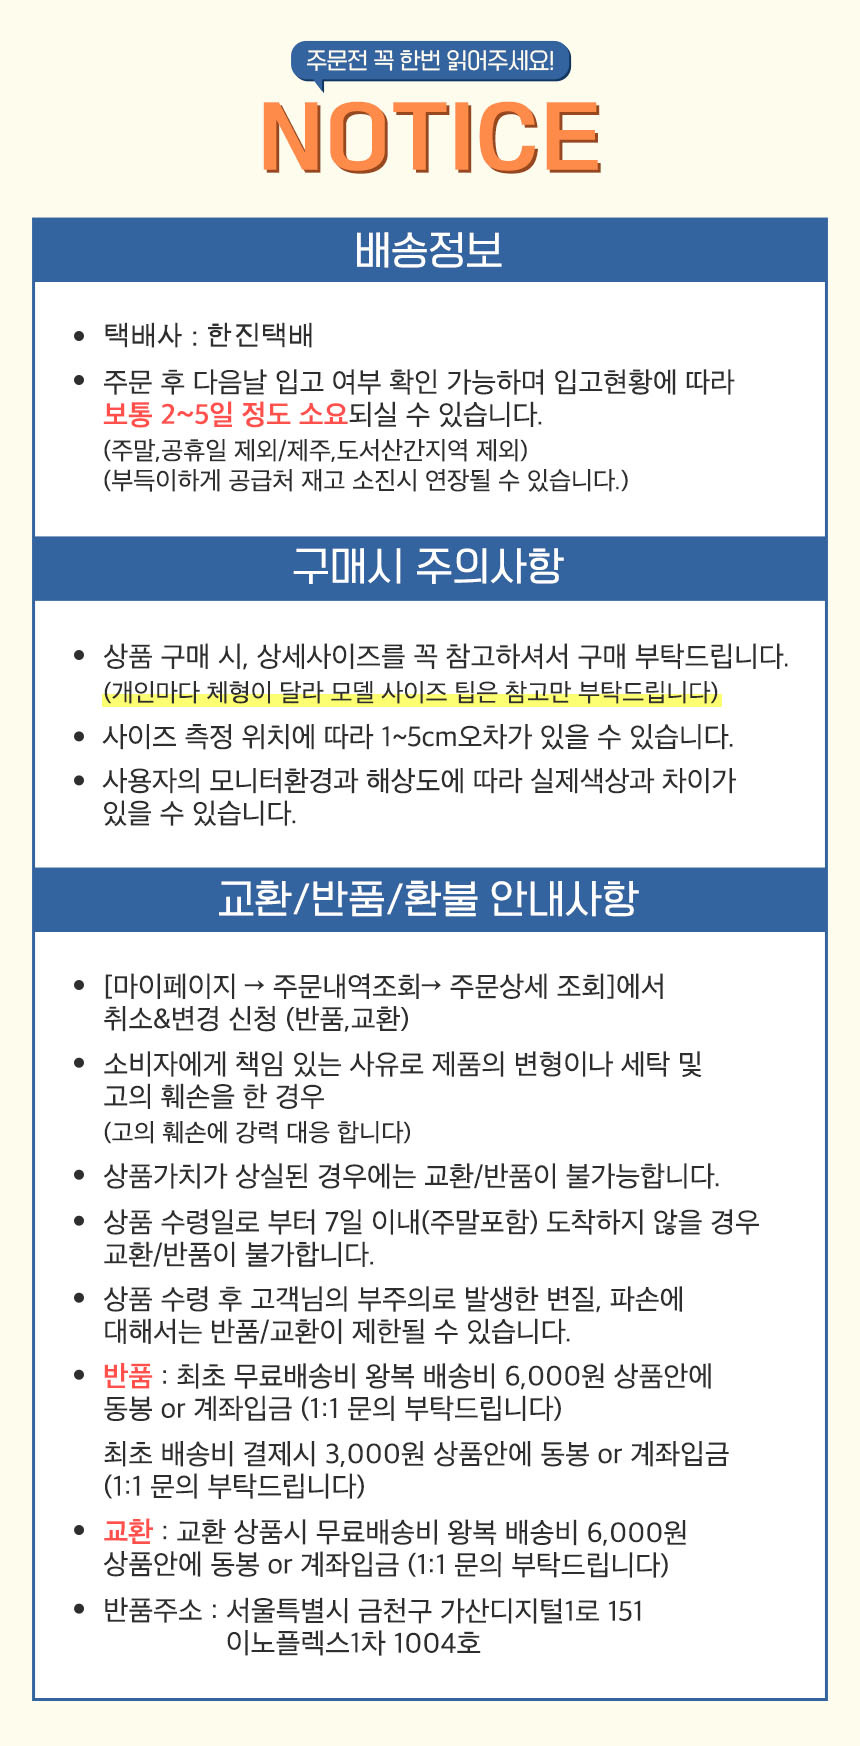 주문전 꼭 한번 읽어주세요!
NOTICE
배송정보
• 택배사 : 한진택배
• 주문 후 다음날 입고 여부 확인 가능하며 입고현황에 따라
보통 2~5일 정도 소요되실 수 있습니다.
(주말,공휴일 제외/제주,도서산간지역 제외)
(부득이하게 공급처 재고 소진시 연장될 수 있습니다.)
구매시 주의사항
• 상품 구매 시, 상세사이즈를 꼭 참고하셔서 구매 부탁드립니다.
(개인마다 체형이 달라 모델 사이즈 팁은 참고만 부탁드립니다)
• 사이즈 측정 위치에 따라 1~5cm오차가 있을 수 있습니다.
• 사용자의 모니터환경과 해상도에 따라 실제색상과 차이가
있을 수 있습니다.
교환/반품/환불 안내사항
• [마이페이지 → 주문내역조회→ 주문상세 조회]에서
취소&변경 신청 (반품,교환)
• 소비자에게 책임 있는 사유로 제품의 변형이나 세탁 및
고의 훼손을 한 경우
(고의 훼손에 강력 대응 합니다)
• 상품가치가 상실된 경우에는 교환/반품이 불가능합니다.
• 상품 수령일로 부터 7일 이내(주말포함) 도착하지 않을 경우
교환/반품이 불가합니다.
• 상품 수령 후 고객님의 부주의로 발생한 변질, 파손에
대해서는 반품/교환이 제한될 수 있습니다.
• 반품 : 최초 무료배송비 왕복 배송비 6,000원 상품안에
동봉 or 계좌입금 (1:1 문의 부탁드립니다)
최초 배송비 결제시 3,000원 상품안에 동봉 or 계좌입금
(1:1 문의 부탁드립니다)
• 교환 : 교환 상품시 무료배송비 왕복 배송비 6,000원
상품안에 동봉 or 계좌입금 (1:1 문의 부탁드립니다)
• 반품주소 : 서울특별시 금천구 가산디지털1로 151
이노플렉스1차 1004호